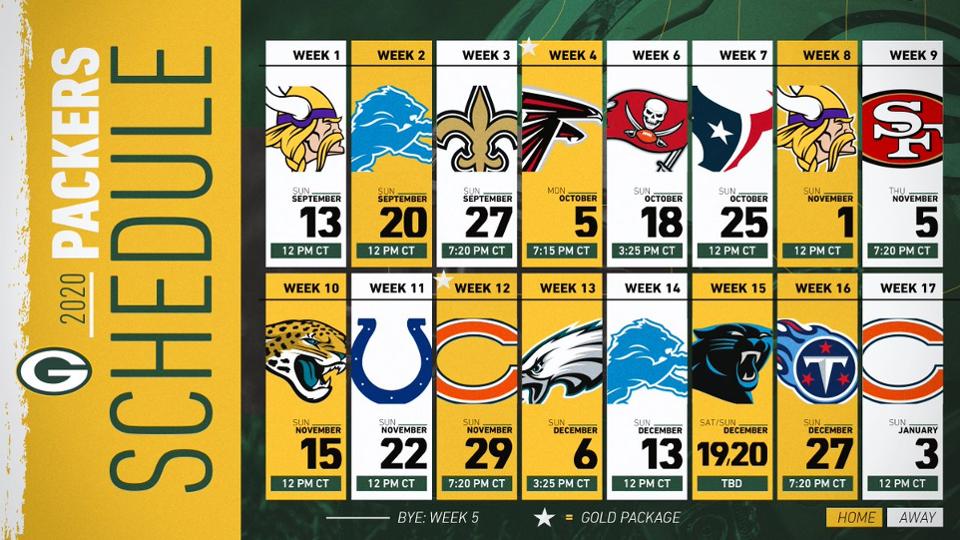 2020 PACKERS
SCHEDULE
G
WEEK 1
SUN
SEPTEMBER
13
12 PM CT
WEEK 2
SUN
SEPTEMBER
20
12 PM CT
WEEK 3
SUN
SEPTEMBER
27
7:20 PM CT
WEEK 4
MON
OCTOBER
5
7:15 PM CT
WEEK 6
SUN
OCTOBER
18
3:25 PM CT
WEEK 7
SUN
OCTOBER
25
12 PM CT
WEEK 8
SUN
NOVEMBER
1
12 PM CT
WEEK 9
SF
THU
NOVEMBER
5
7:20 PM CT
WEEK 10
SUN
NOVEMBER
15
12 PM CT
WEEK 11
SUN
NOVEMBER
22
12 PM CT
WEEK 12
C
SUN
NOVEMBER
29
7:20 PM CT
WEEK 13
SUN
DECEMBER
6
3:25 PM CT
WEEK 14
SUN
DECEMBER
13
12 PM CT
WEEK 15
SAT/SUN
DECEMBER
19/20
TBD
WEEK 16
T
SUN
DECEMBER
27
7:20 PM CT
WEEK 17
C
SUN
JANUARY
3
12 PM CT
BYE: WEEK 5
= GOLD PACKAGE
HOME
AWAY